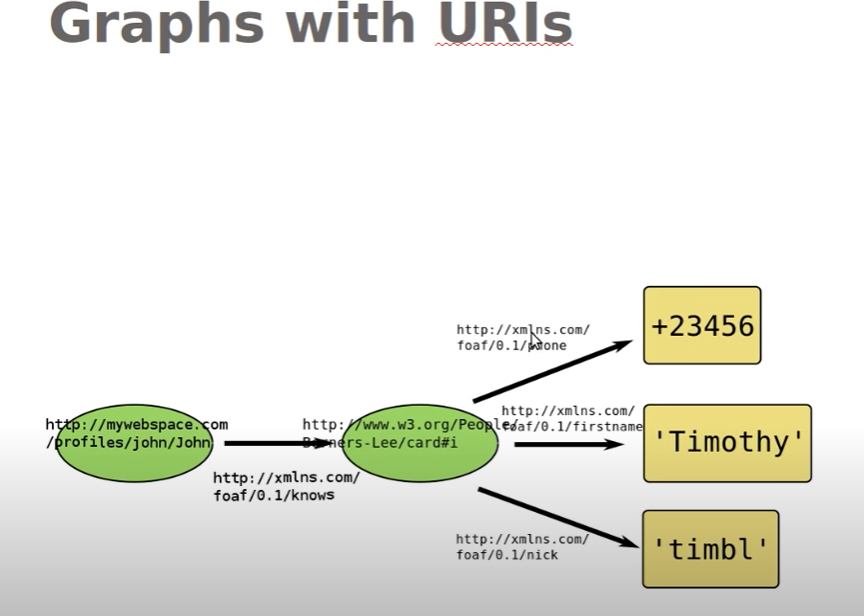 Graphs with URIs
http://xmlns.com/
foaf/0.1/phone
+23456
http://mywebspace.com
/profiles/john/John
http://xmlns.com/
foaf/0.1/knows
http://www.w3.org/People/
Berners-Lee/card#i
http://xmlns.com/
foaf/0.1/firstname
'Timothy'
http://xmlns.com/
foaf/0.1/nick
'timbl'